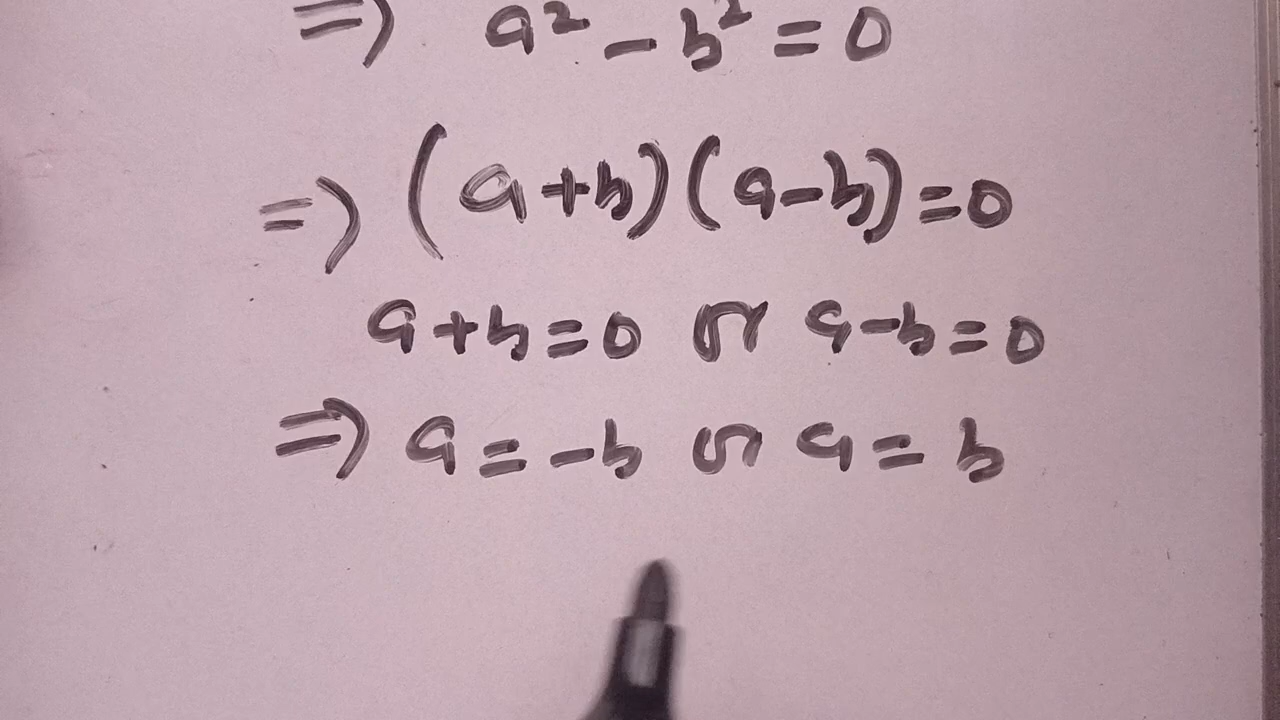 => a² - b² = 0
=> (a+b)(a-b)=0
a+b=0 or a-b=0
=> a=-b or a=b